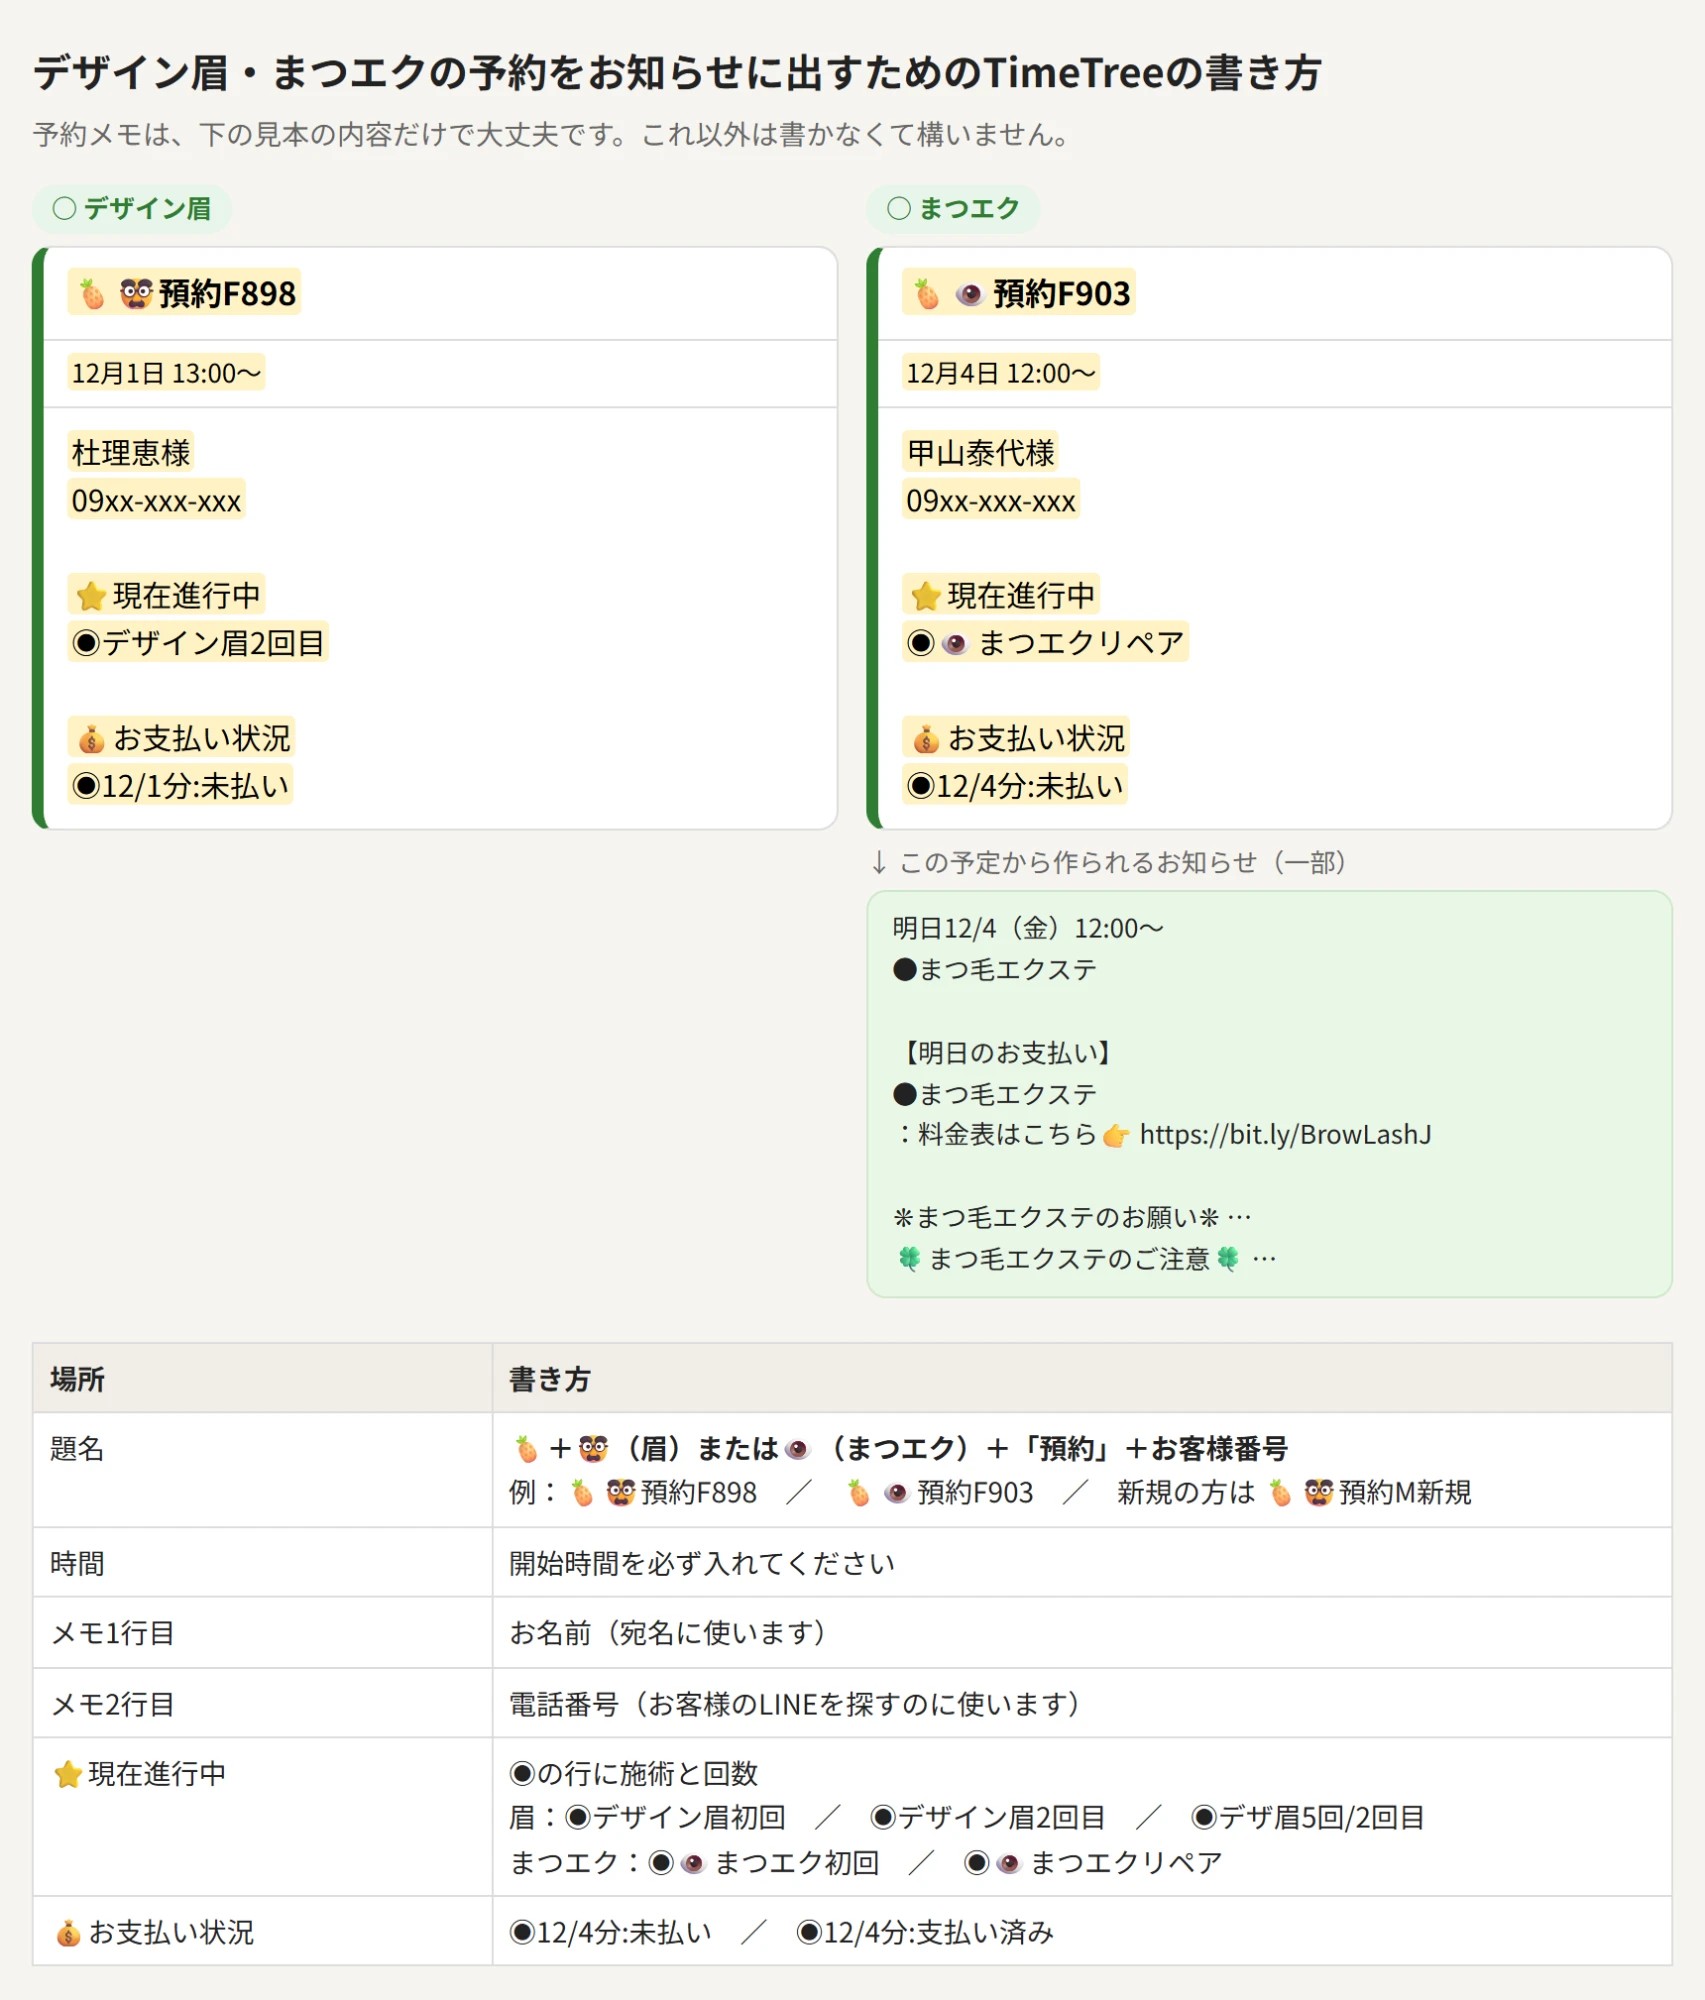 デザイン眉・まつエクの予約をお知らせに出すためのTimeTreeの書き方
予約メモは、下の見本の内容だけで大丈夫です。これ以外は書かなくて構いません。
○ デザイン眉
🍍🥸預約F898
12月1日 13:00〜
杜理恵様
09xx-xxx-xxx
⭐️現在進行中
◉デザイン眉2回目
💰お支払い状況
◉12/1分:未払い
○ まつエク
🍍👁️預約F903
12月4日 12:00〜
甲山泰代様
09xx-xxx-xxx
⭐️現在進行中
◉👁️まつエクリペア
💰お支払い状況
◉12/4分:未払い
↓ この予定から作られるお知らせ（一部）
明日12/4（金）12:00〜
●まつ毛エクステ
【明日のお支払い】
●まつ毛エクステ
：料金表はこちら👉 https://bit.ly/BrowLashJ
❊まつ毛エクステのお願い❊ …
🍀まつ毛エクステのご注意🍀 …
場所 書き方
題名 🍍＋🥸（眉）または👁️（まつエク）＋「預約」＋お客様番号
例：🍍🥸預約F898 ／ 🍍👁️預約F903 ／ 新規の方は 🍍🥸預約M新規
時間 開始時間を必ず入れてください
メモ1行目 お名前（宛名に使います）
メモ2行目 電話番号（お客様のLINEを探すのに使います）
⭐️現在進行中 ◉の行に施術と回数
眉：◉デザイン眉初回 ／ ◉デザイン眉2回目 ／ ◉デザ眉5回/2回目
まつエク：◉👁️まつエク初回 ／ ◉👁️まつエクリペア
💰お支払い状況 ◉12/4分:未払い ／ ◉12/4分:支払い済み